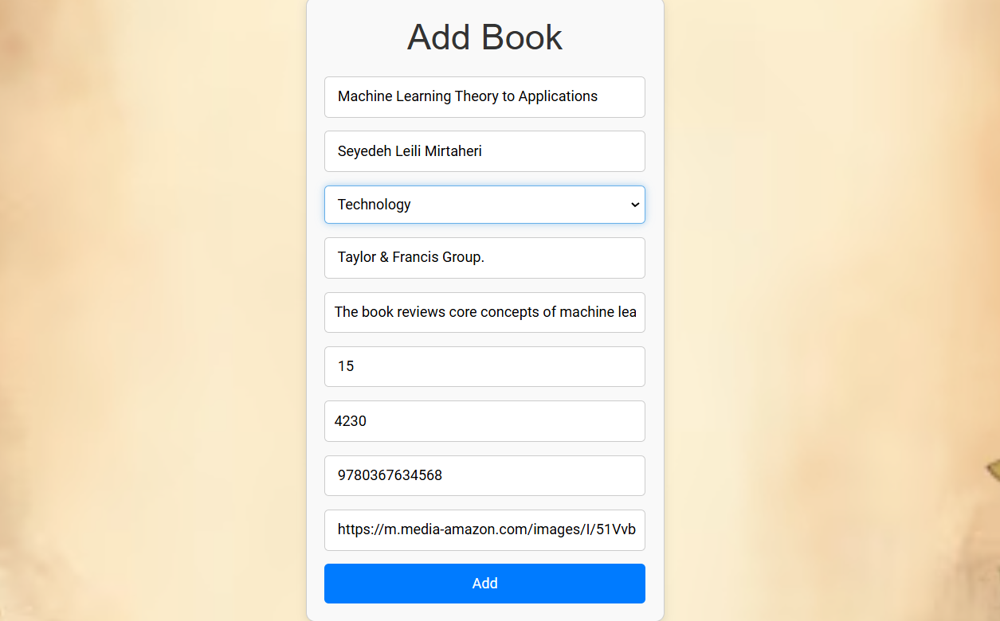 Add Book
Machine Learning Theory to Applications
Seyedeh Leili Mirtaheri
Technology
Taylor & Francis Group.
The book reviews core concepts of machine lea
15
4230
9780367634568
https://m.media-amazon.com/images/I/51Vvb
Add